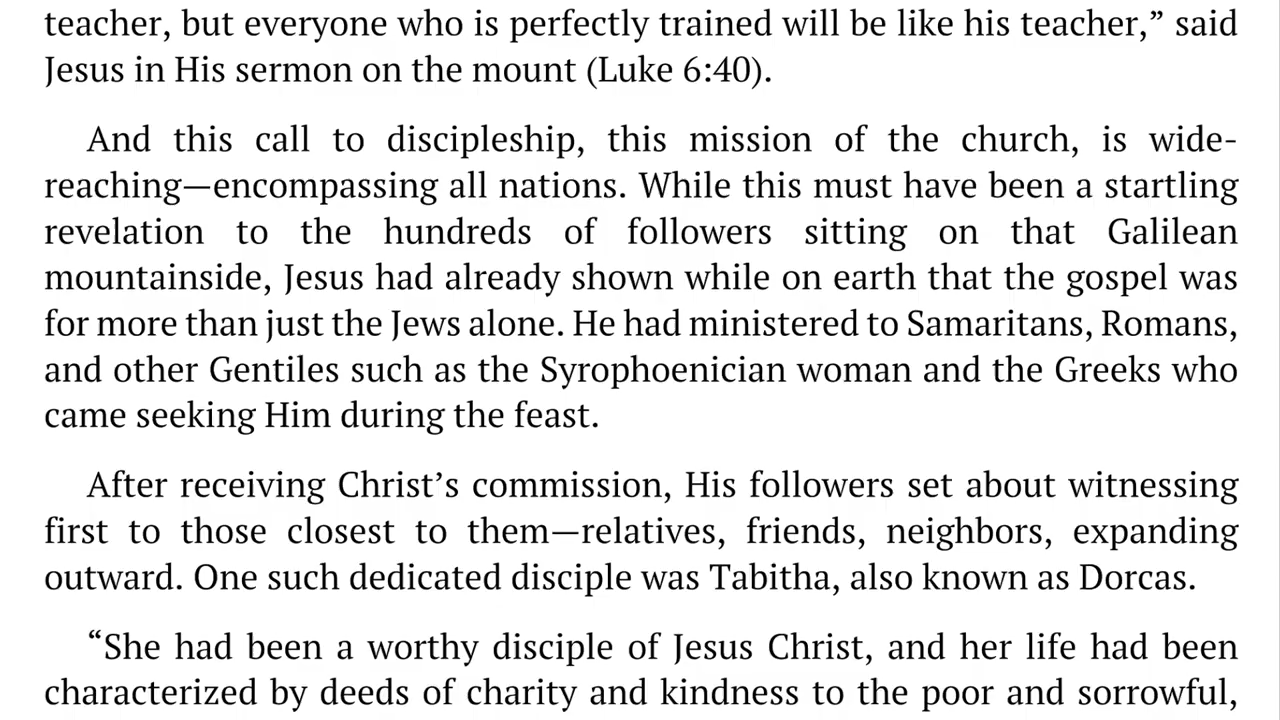 teacher, but everyone who is perfectly trained will be like his teacher,” said
Jesus in His sermon on the mount (Luke 6:40).
And this call to discipleship, this mission of the church, is wide-
reaching—encompassing all nations. While this must have been a startling
revelation to the hundreds of followers sitting on that Galilean
mountainside, Jesus had already shown while on earth that the gospel was
for more than just the Jews alone. He had ministered to Samaritans, Romans,
and other Gentiles such as the Syrophoenician woman and the Greeks who
came seeking Him during the feast.
After receiving Christ’s commission, His followers set about witnessing
first to those closest to them—relatives, friends, neighbors, expanding
outward. One such dedicated disciple was Tabitha, also known as Dorcas.
“She had been a worthy disciple of Jesus Christ, and her life had been
characterized by deeds of charity and kindness to the poor and sorrowful,